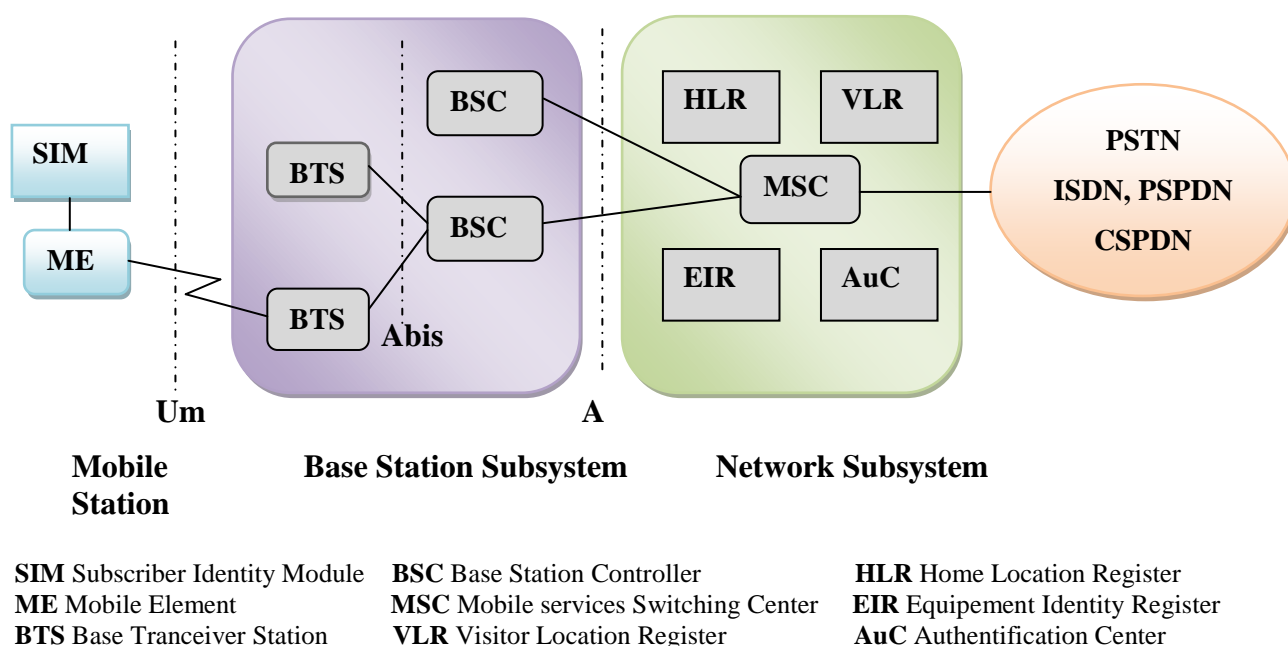 BSC
HLR
VLR
SIM
BTS
PSTN
ISDN, PSPDN
CSPDN
MSC
BSC
ME
EIR
AuC
BTS
Abis
Um
A
Mobile
Station
Base Station Subsystem
Network Subsystem
SIM Subscriber Identity Module BSC Base Station Controller HLR Home Location Register
ME Mobile Element MSC Mobile services Switching Center EIR Equipement Identity Register
BTS Base Tranceiver Station VLR Visitor Location Register AuC Authentification Center